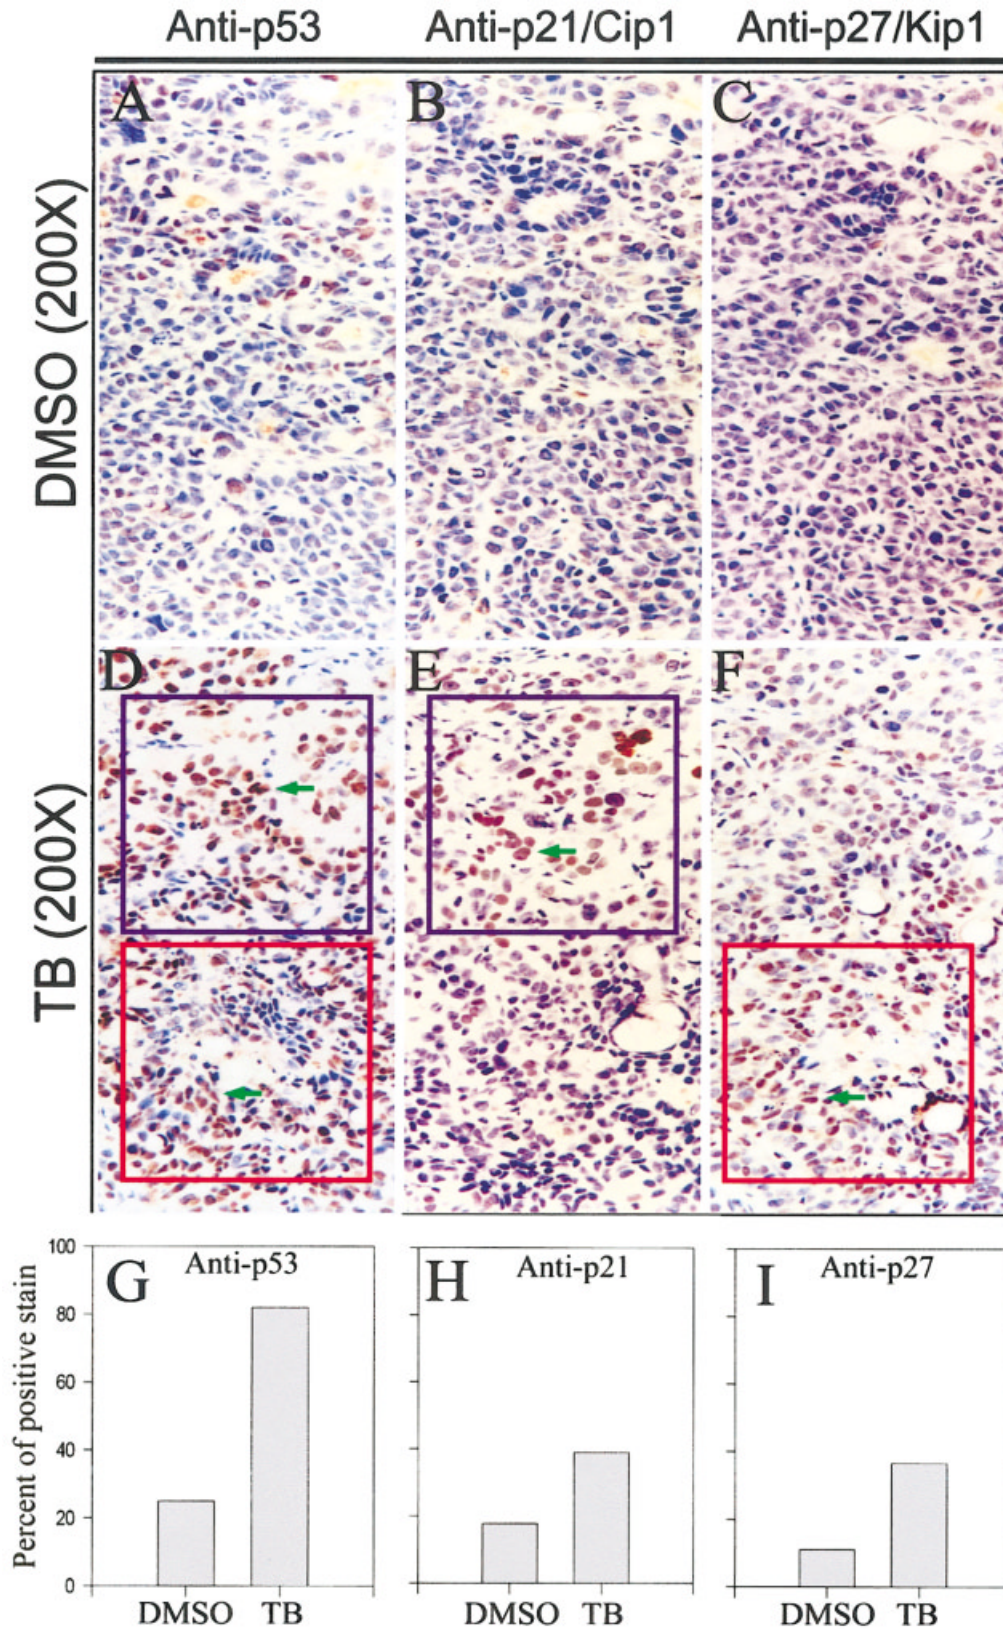 Anti-p53 Anti-p21/Cip1 Anti-p27/Kip1
A B C
DMSO (200X)
D E F
TB (200X)
G Anti-p53
H Anti-p21
I Anti-p27
Percent of positive stain
100
80
60
40
20
0
DMSO TB DMSO TB DMSO TB